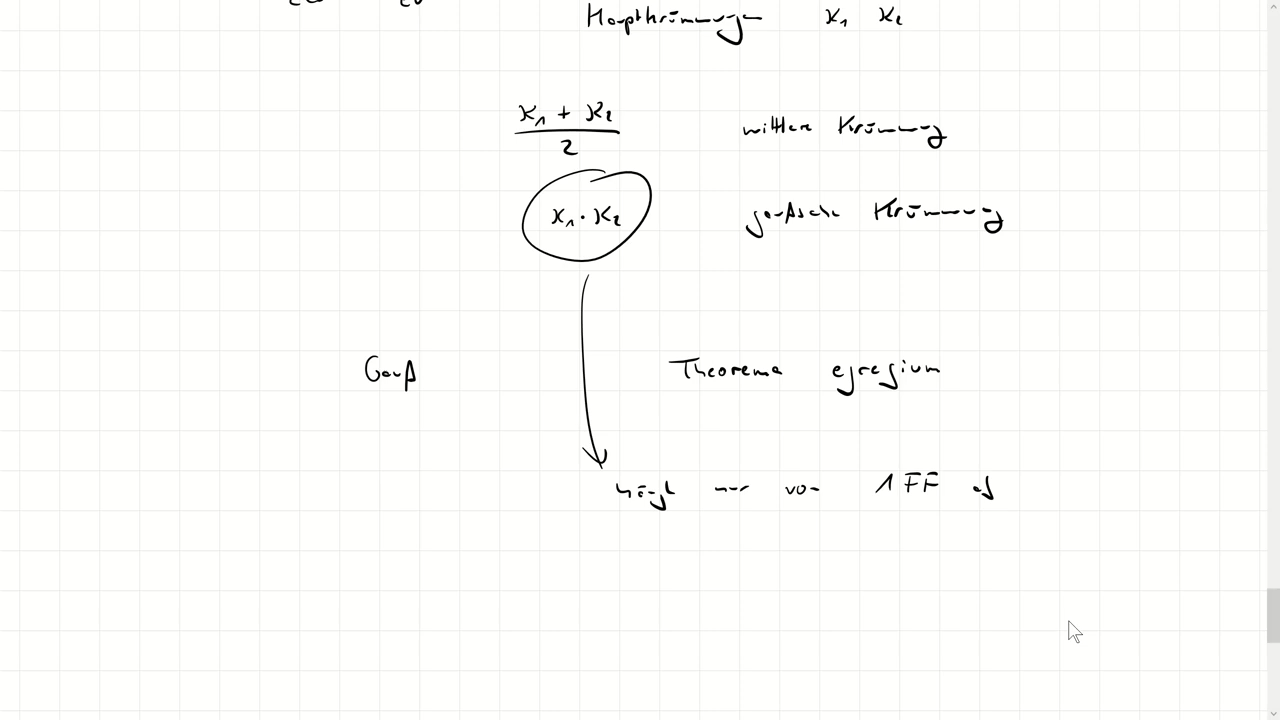 Hauptkrümmungen ϰ₁ ϰ₂
ϰ₁ + ϰ₂
2
mittlere Krümmung
ϰ₁ · ϰ₂ gaußsche Krümmung
Gauß Theorema egregium
hängt nur von 1FF ab